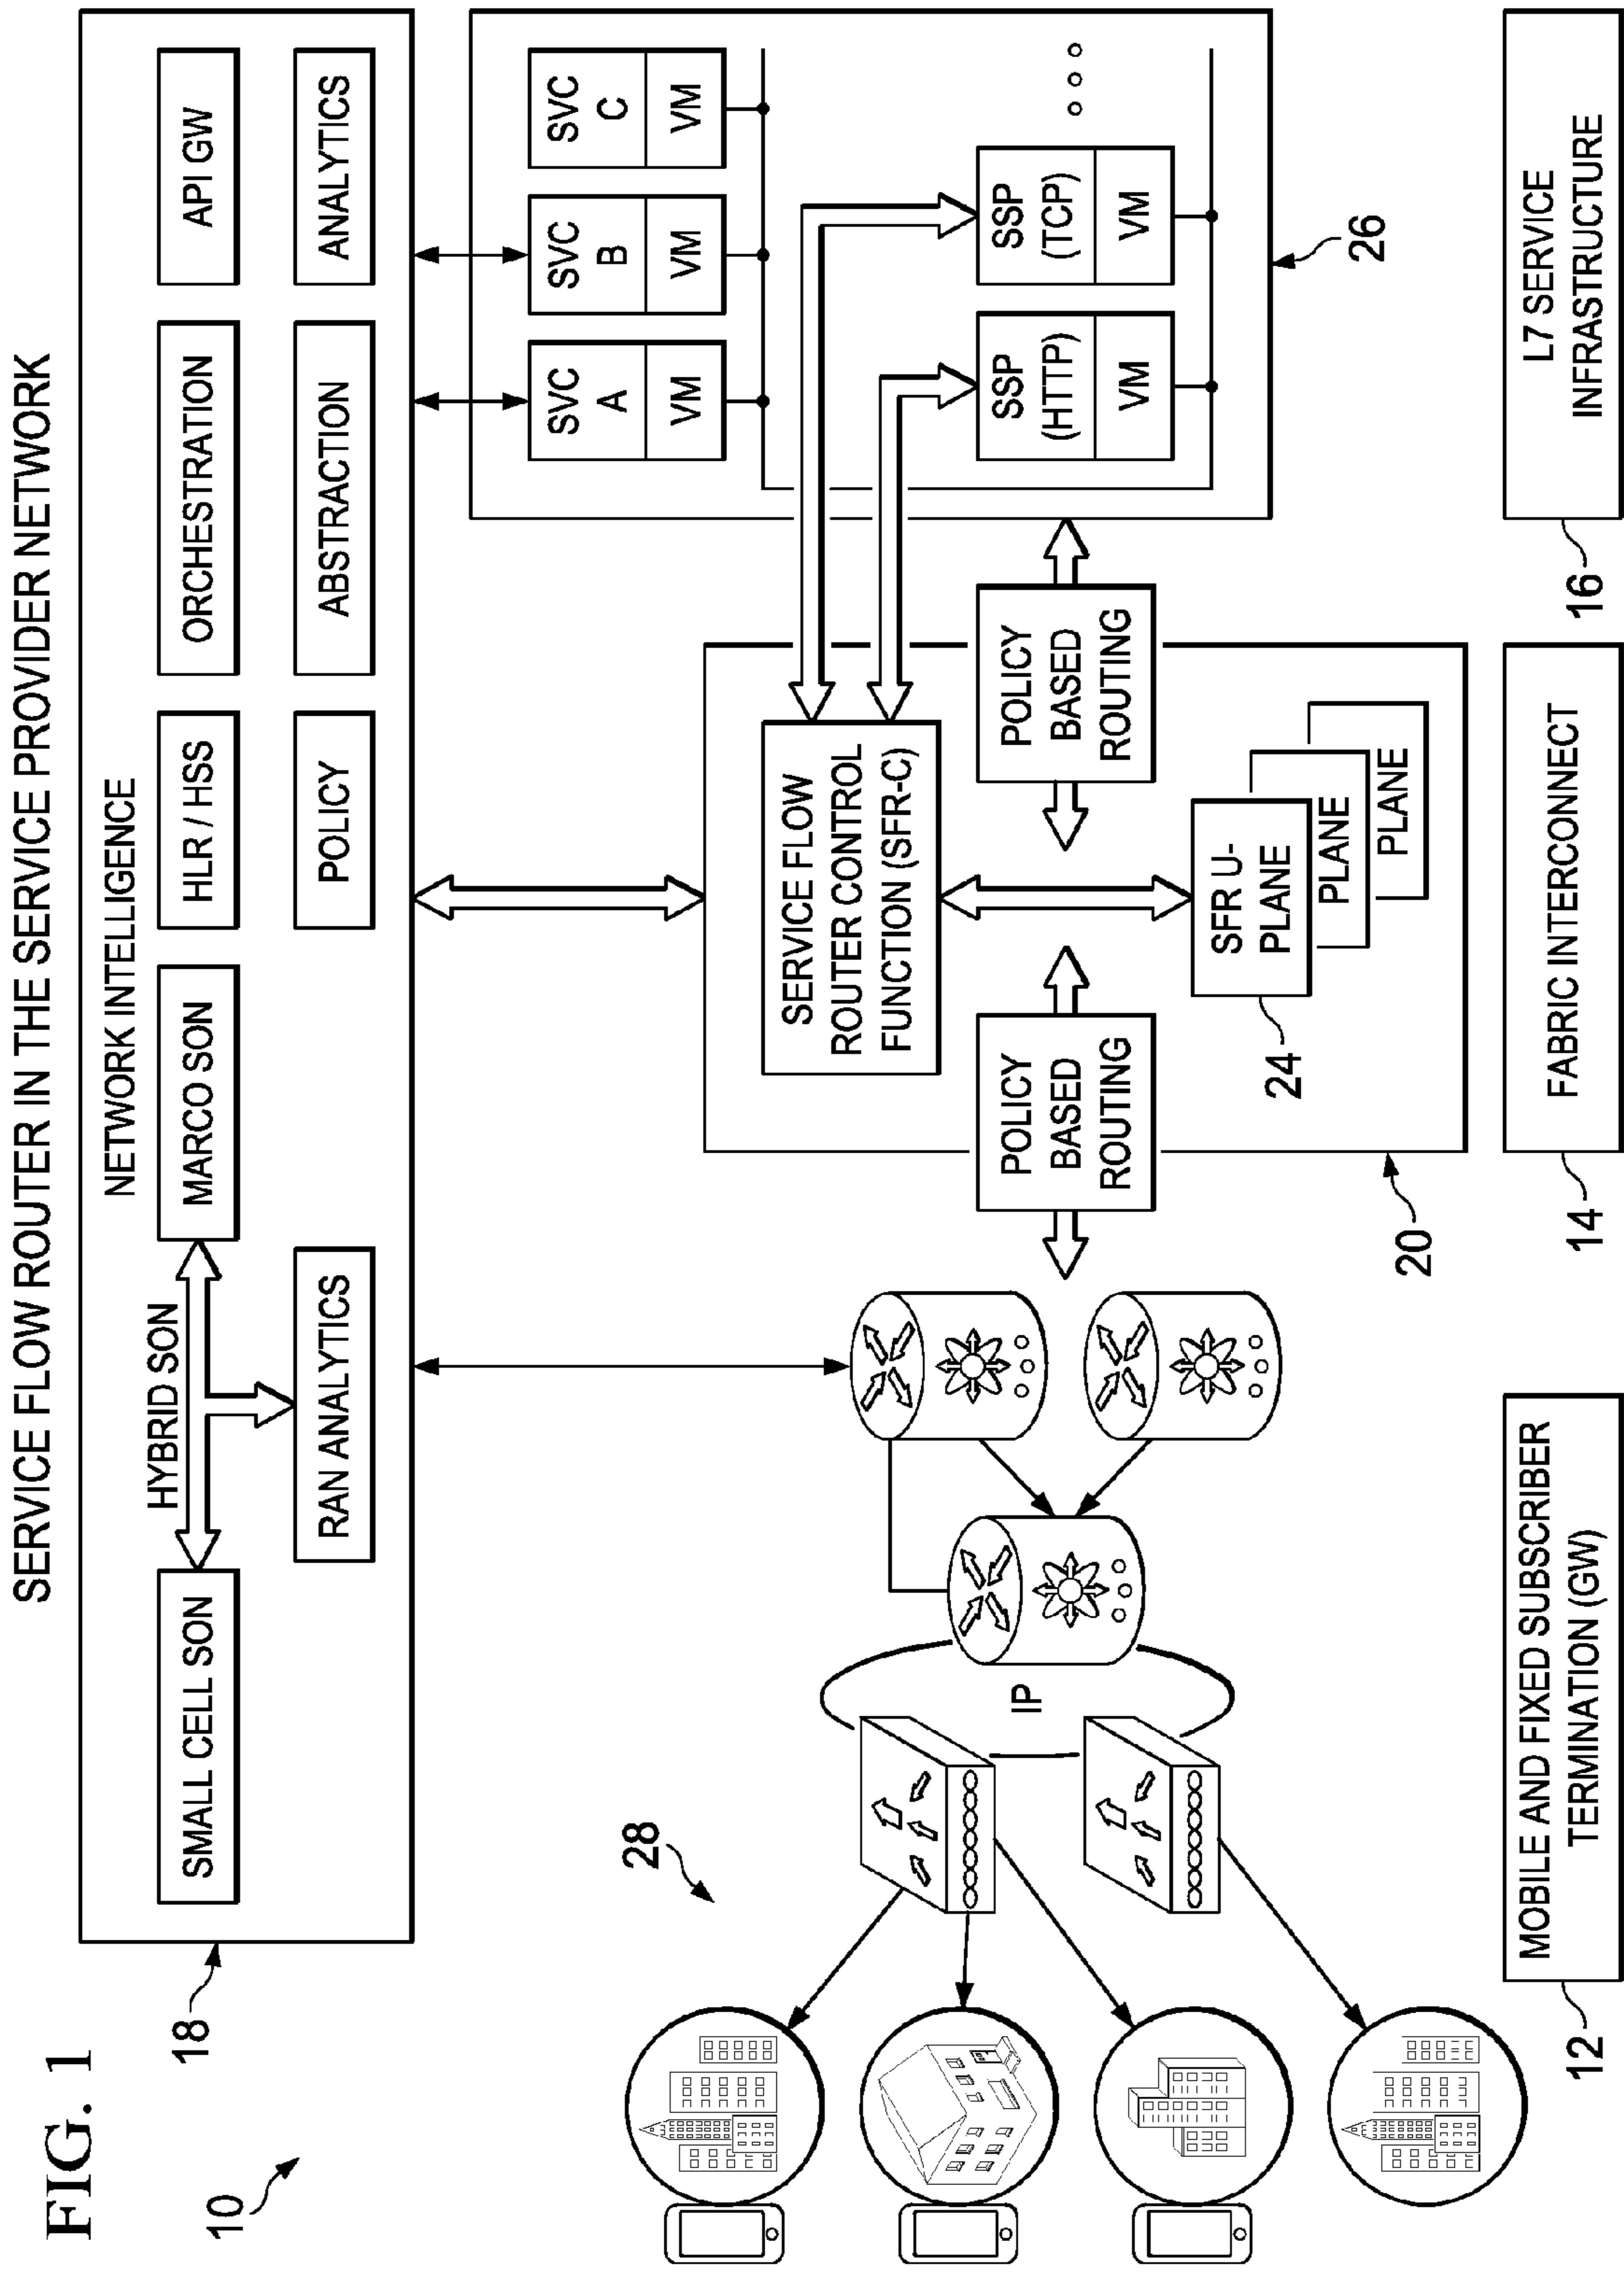 FIG. 1
SERVICE FLOW ROUTER IN THE SERVICE PROVIDER NETWORK
10
18
NETWORK INTELLIGENCE
SMALL CELL SON
HYBRID SON
MARCO SON
HLR / HSS
ORCHESTRATION
API GW
RAN ANALYTICS
POLICY
ABSTRACTION
ANALYTICS
28
IP
SERVICE FLOW
ROUTER CONTROL
FUNCTION (SFR-C)
POLICY
BASED
ROUTING
POLICY
BASED
ROUTING
SFR U-
PLANE
PLANE
PLANE
24
20
SVC
A
VM
SVC
B
VM
SVC
C
VM
SSP
(HTTP)
VM
SSP
(TCP)
VM
26
MOBILE AND FIXED SUBSCRIBER
TERMINATION (GW)
12
FABRIC INTERCONNECT
14
L7 SERVICE
INFRASTRUCTURE
16